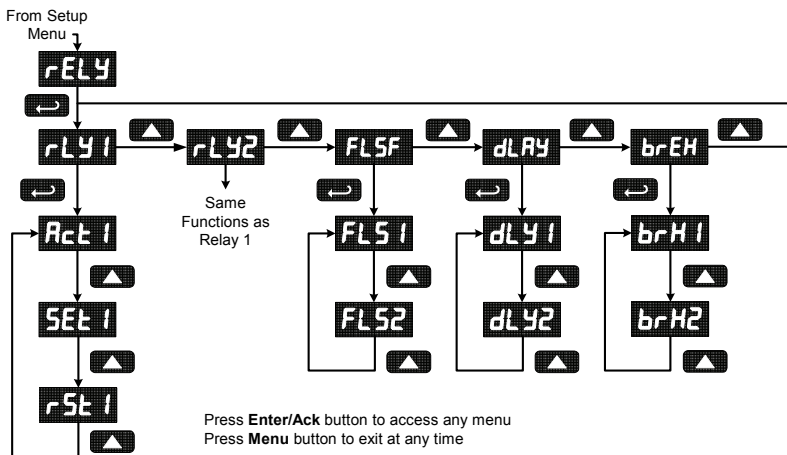 From Setup
Menu
rELY
rLY1 rLY2 FLSF dLAY brEH
Same
Functions as
Relay 1
Act1 FLS1 dLY1 brH1
SEt1 FLS2 dLY2 brH2
rSt1
Press Enter/Ack button to access any menu
Press Menu button to exit at any time